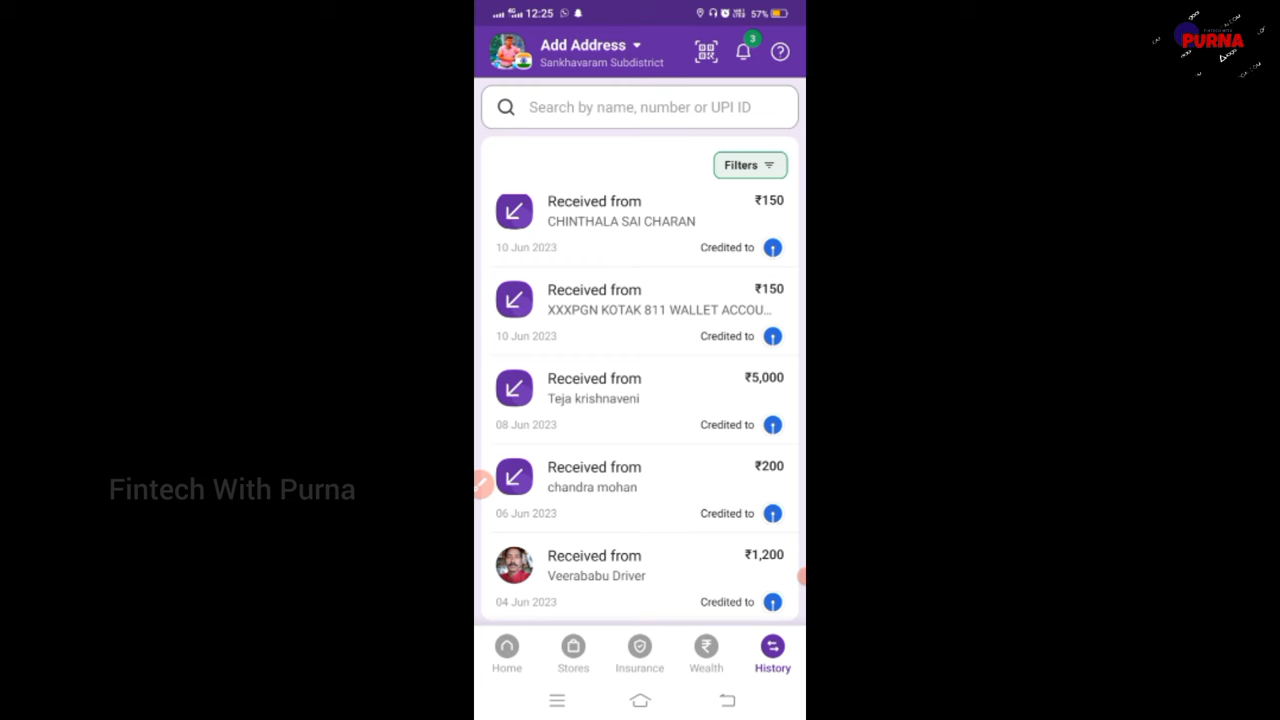 12:25
57%
Add Address
Sankhavaram Subdistrict
3
PURNA
Search by name, number or UPI ID
Filters
Received from
₹150
CHINTHALA SAI CHARAN
10 Jun 2023
Credited to
Received from
₹150
XXXPGN KOTAK 811 WALLET ACCOU...
10 Jun 2023
Credited to
Received from
₹5,000
Teja krishnaveni
08 Jun 2023
Credited to
Received from
₹200
chandra mohan
06 Jun 2023
Credited to
Fintech With Purna
Received from
₹1,200
Veerababu Driver
04 Jun 2023
Credited to
Home
Stores
Insurance
Wealth
History